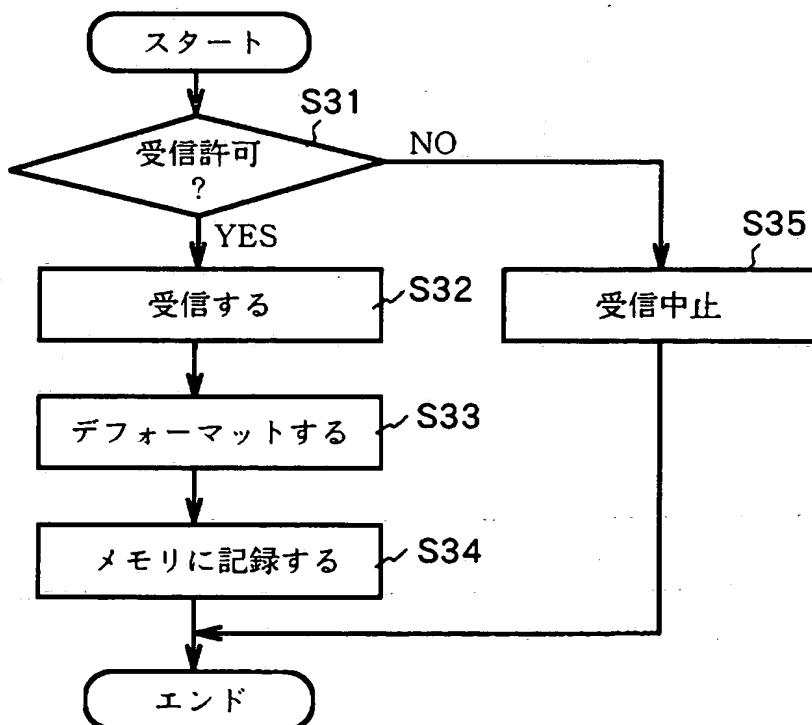 スタート
S31
受信許可
?
NO
YES
S35
受信する
S32
受信中止
デフォーマットする
S33
メモリに記録する
S34
エンド